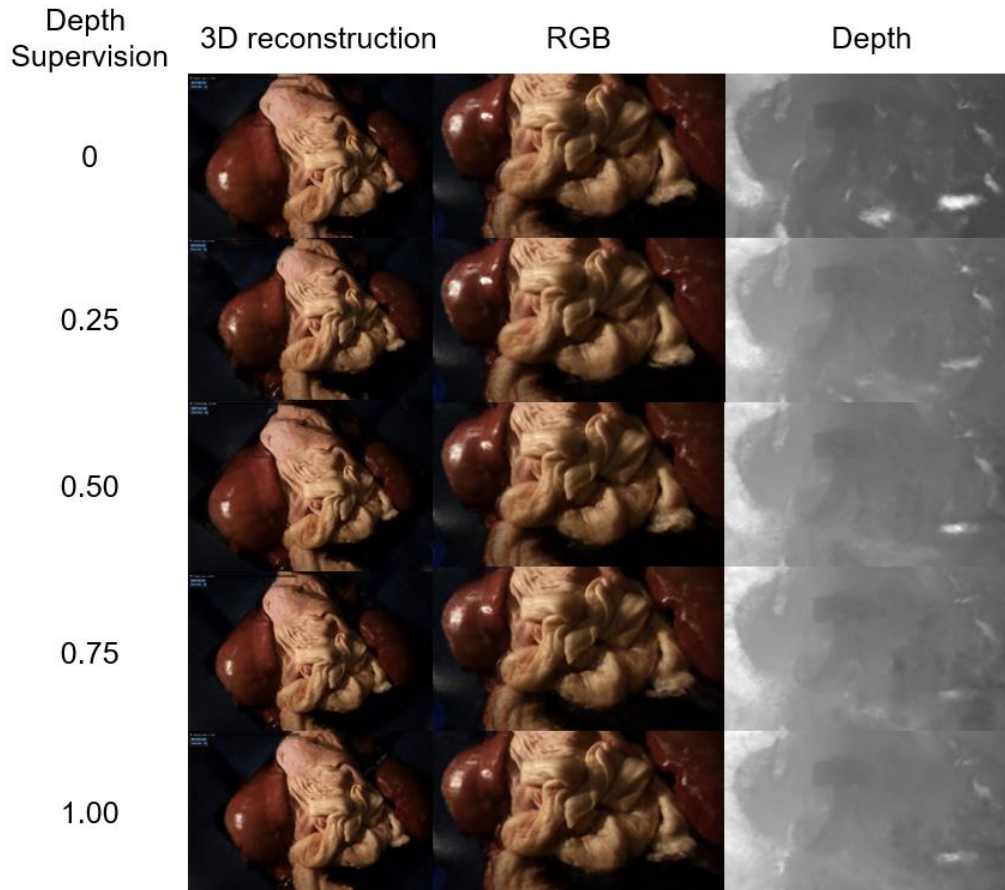 Depth
Supervision
3D reconstruction
RGB
Depth
0
0.25
0.50
0.75
1.00